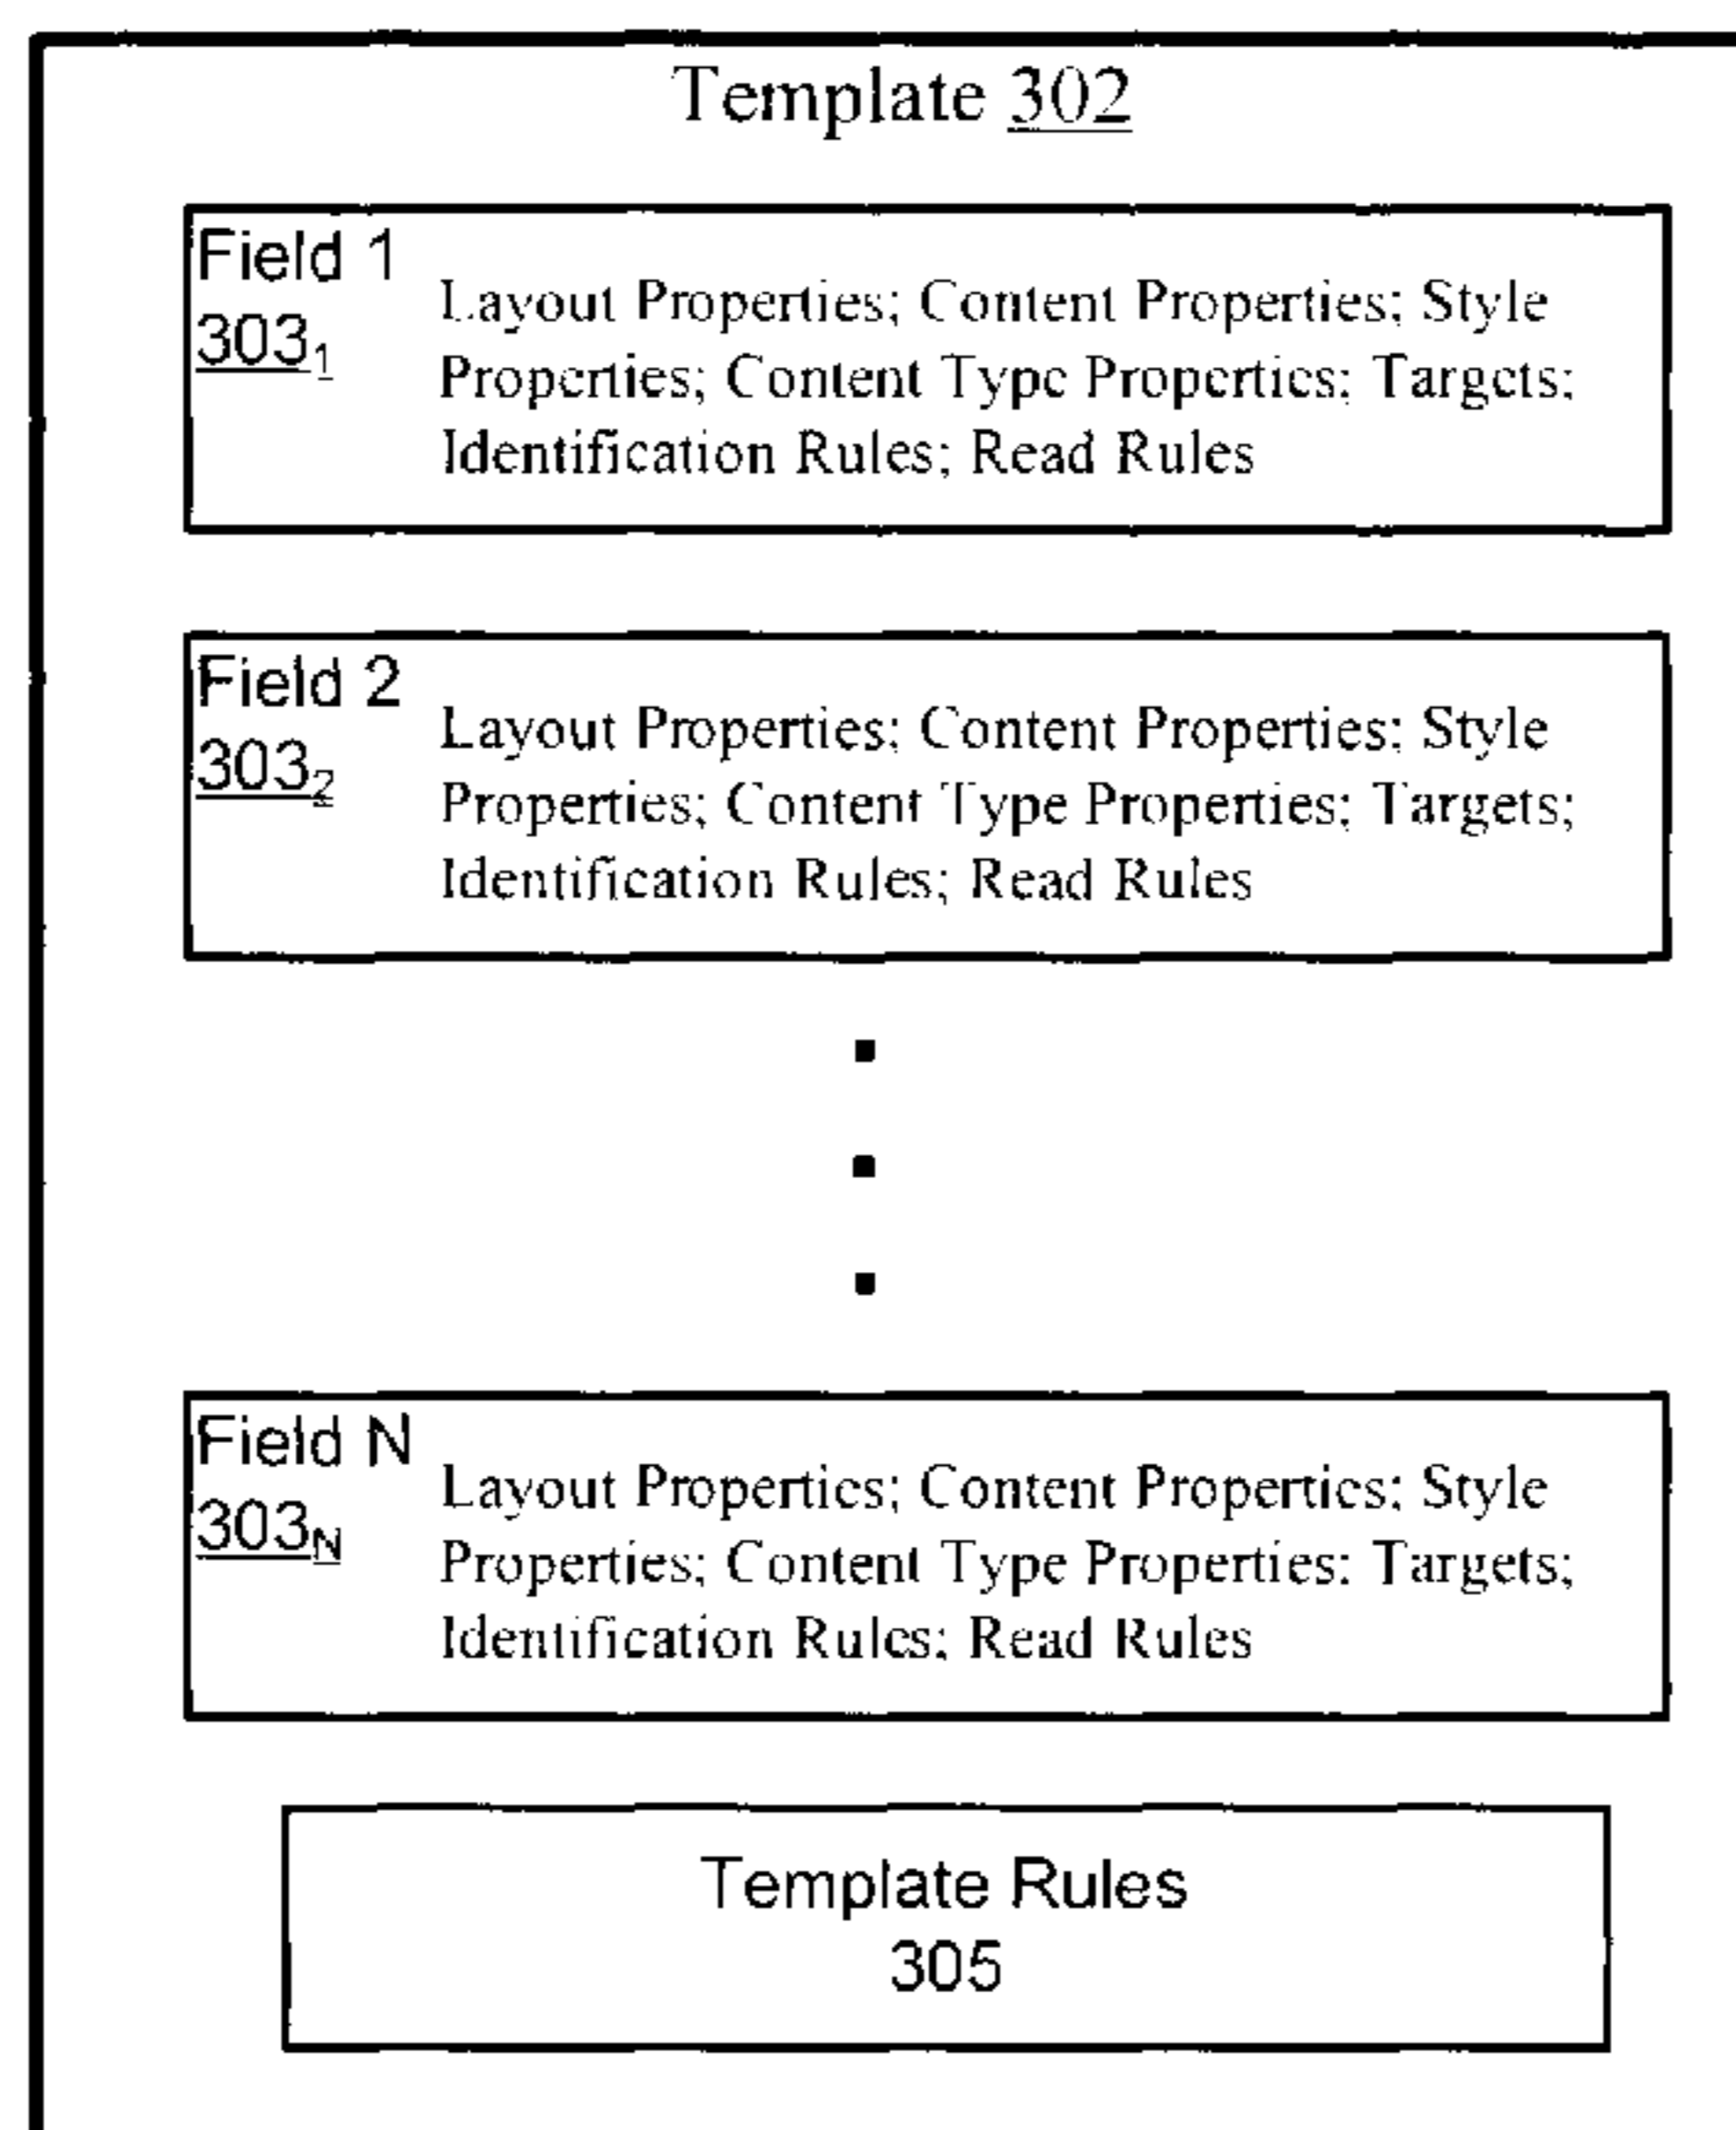 Template 302
Field 1
303₁
Layout Properties; Content Properties; Style
Properties; Content Type Properties; Targets;
Identification Rules; Read Rules
Field 2
303₂
Layout Properties; Content Properties; Style
Properties; Content Type Properties; Targets;
Identification Rules; Read Rules
Field N
303N
Layout Properties; Content Properties; Style
Properties; Content Type Properties; Targets;
Identification Rules; Read Rules
Template Rules
305